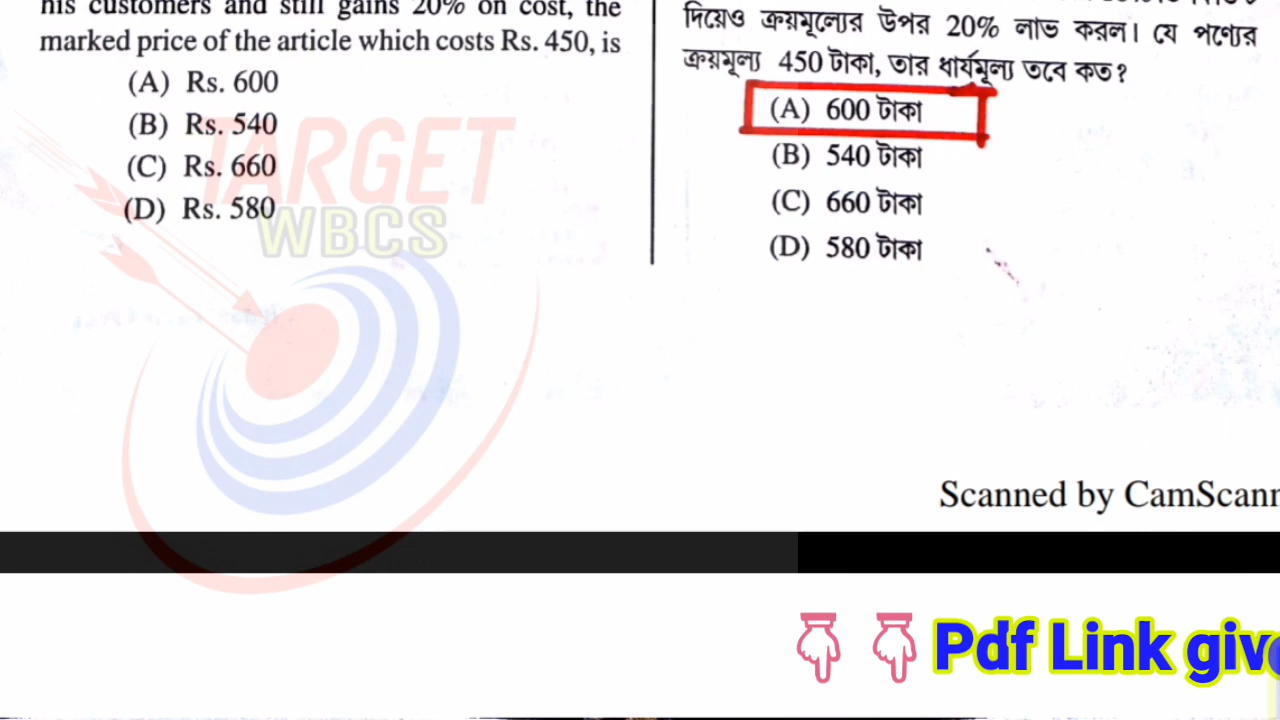 his customers and still gains 20% on cost, the
marked price of the article which costs Rs. 450, is
(A) Rs. 600
(B) Rs. 540
(C) Rs. 660
(D) Rs. 580
দিয়েও ক্রয়মূল্যের উপর 20% লাভ করল। যে পণ্যের
ক্রয়মূল্য 450 টাকা, তার ধার্যমূল্য তবে কত?
(A) 600 টাকা
(B) 540 টাকা
(C) 660 টাকা
(D) 580 টাকা
TARGET
WBCS
Scanned by CamScann
Pdf Link give